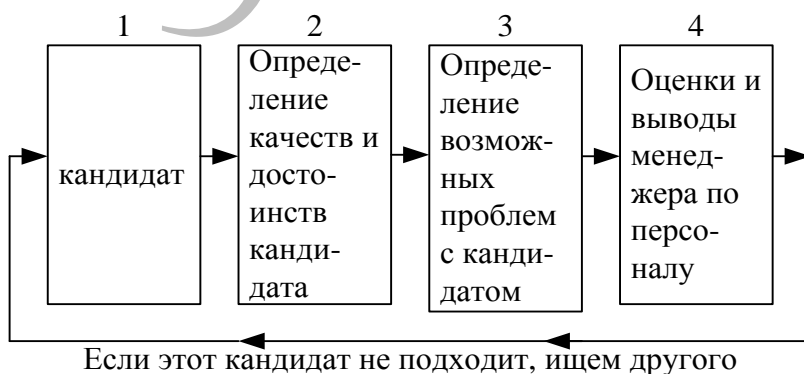 1
2
3
4
кандидат
Опреде-
ление
качеств и
досто-
инств
канди-
дата
Опреде-
ление
возмож-
ных
проблем
с канди-
датом
Оценки и
выводы
менед-
жера по
персо-
налу
Если этот кандидат не подходит, ищем другого